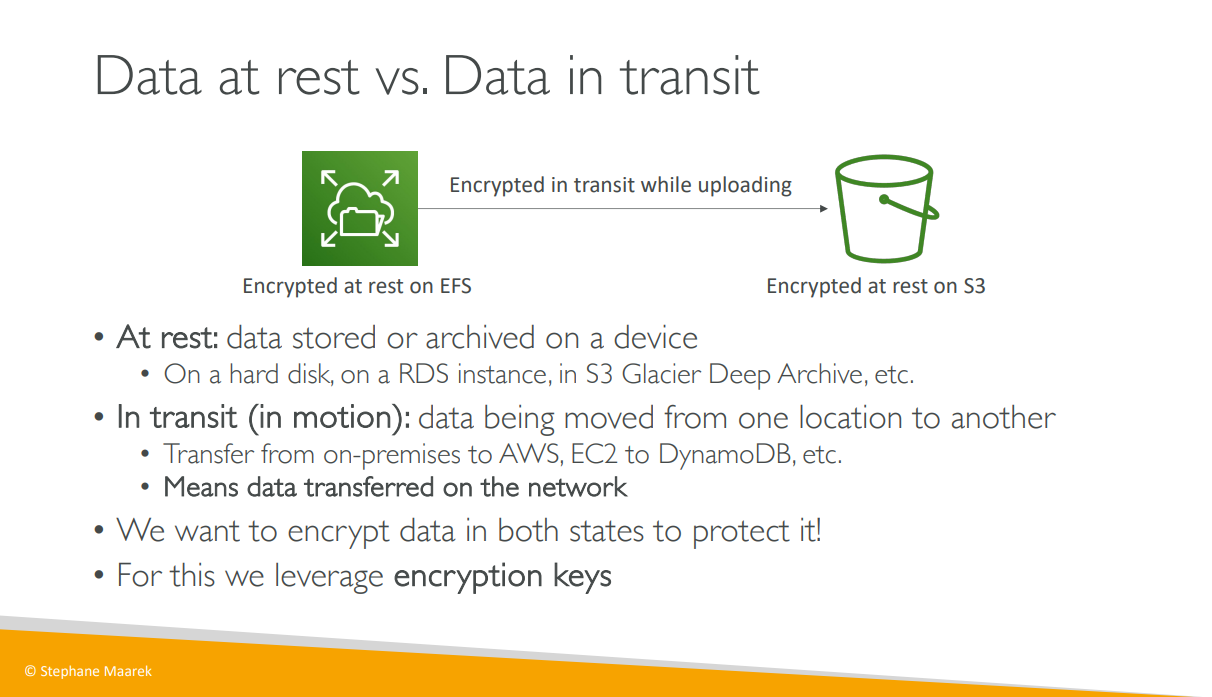 Data at rest vs. Data in transit
Encrypted in transit while uploading
Encrypted at rest on EFS
Encrypted at rest on S3
• At rest: data stored or archived on a device
• On a hard disk, on a RDS instance, in S3 Glacier Deep Archive, etc.
• In transit (in motion): data being moved from one location to another
• Transfer from on-premises to AWS, EC2 to DynamoDB, etc.
• Means data transferred on the network
• We want to encrypt data in both states to protect it!
• For this we leverage encryption keys
© Stephane Maarek